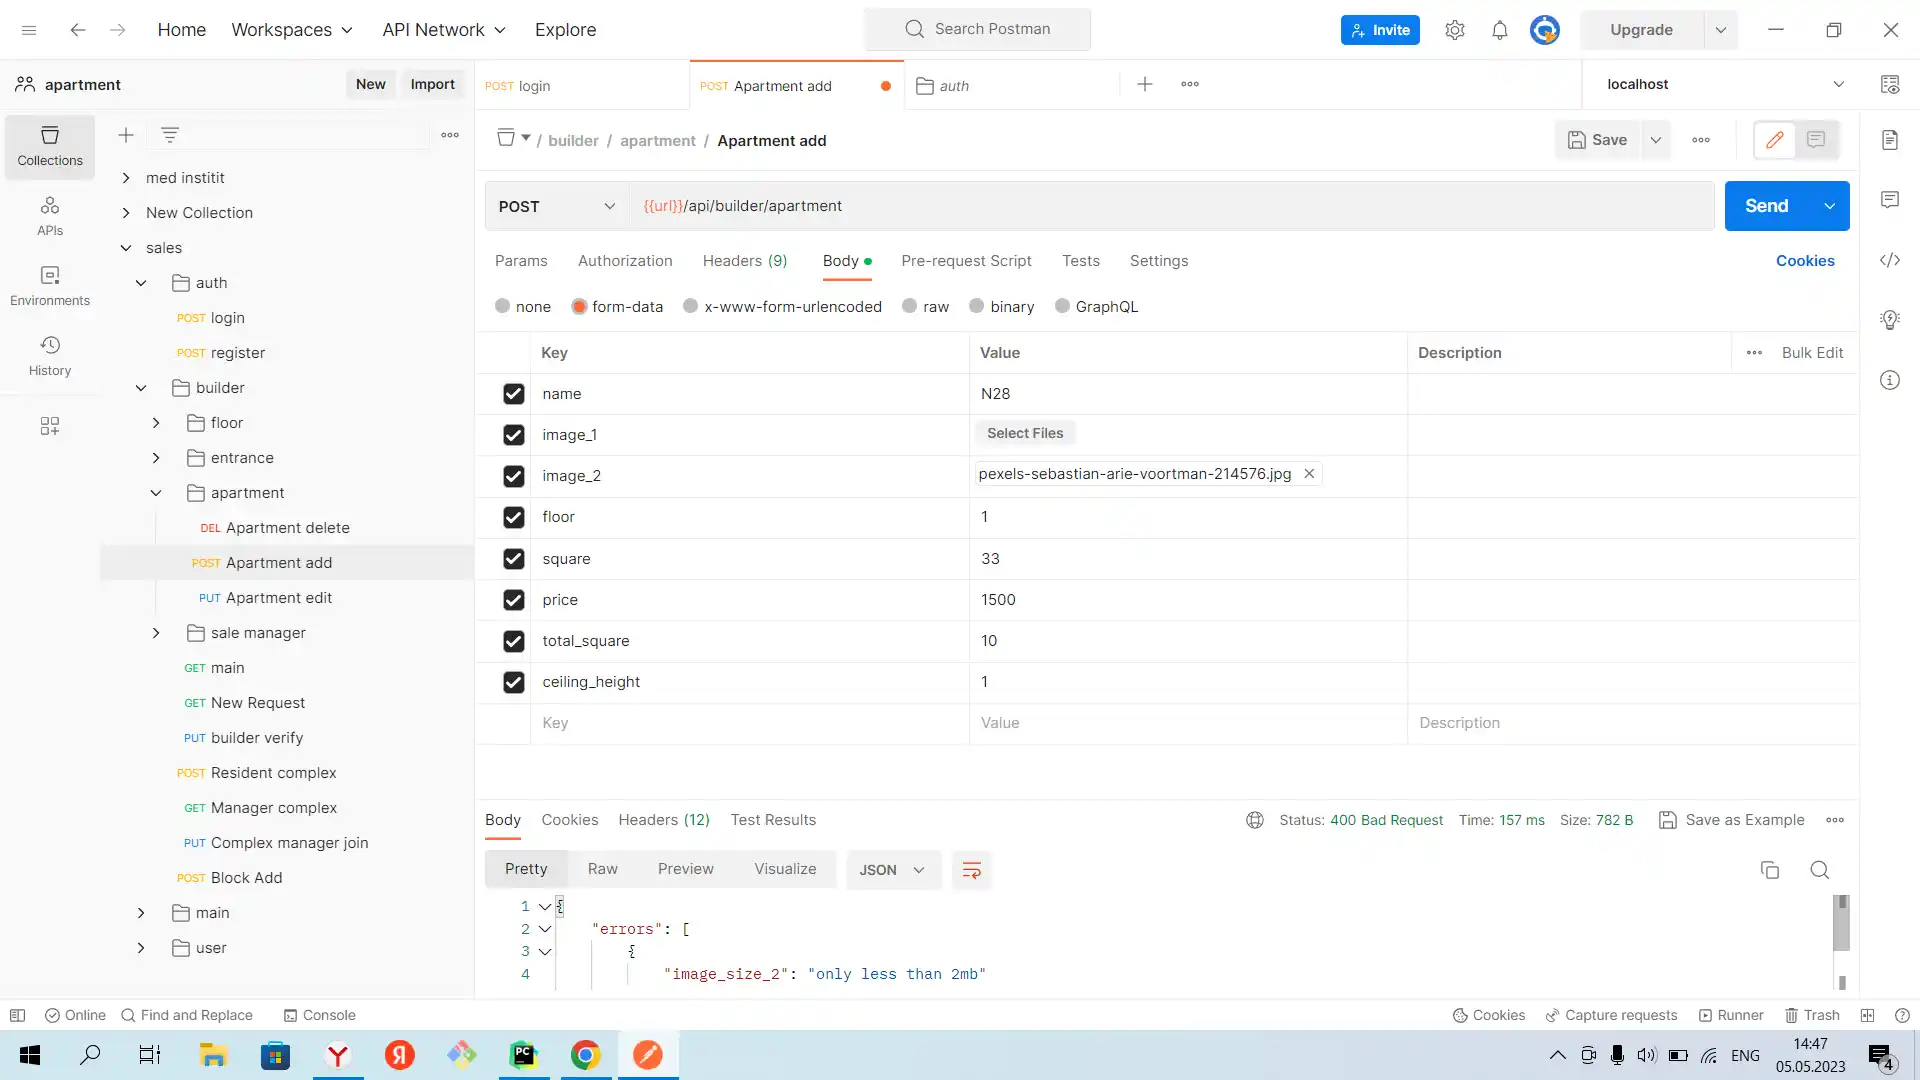 Home
Workspaces
API Network
Explore
Search Postman
Invite
Upgrade
apartment
New
Import
POST login
POST Apartment add
auth
localhost
Collections
APIs
Environments
History
med institit
New Collection
sales
auth
POST login
POST register
builder
floor
entrance
apartment
DEL Apartment delete
POST Apartment add
PUT Apartment edit
sale manager
GET main
GET New Request
PUT builder verify
POST Resident complex
GET Manager complex
PUT Complex manager join
POST Block Add
main
user
/ builder / apartment / Apartment add
Save
POST
{{url}}/api/builder/apartment
Send
Params
Authorization
Headers (9)
Body
Pre-request Script
Tests
Settings
Cookies
none
form-data
x-www-form-urlencoded
raw
binary
GraphQL
Key Value Description
Bulk Edit
name N28
image_1 Select Files
image_2 pexels-sebastian-arie-voortman-214576.jpg
floor 1
square 33
price 1500
total_square 10
ceiling_height 1
Key Value Description
Body
Cookies
Headers (12)
Test Results
Status: 400 Bad Request Time: 157 ms Size: 782 B
Save as Example
Pretty
Raw
Preview
Visualize
JSON
1 {
2 "errors": [
3 {
4 "image_size_2": "only less than 2mb"
Online
Find and Replace
Console
Cookies
Capture requests
Runner
Trash
Y
Я
PC
ENG
14:47
05.05.2023
4